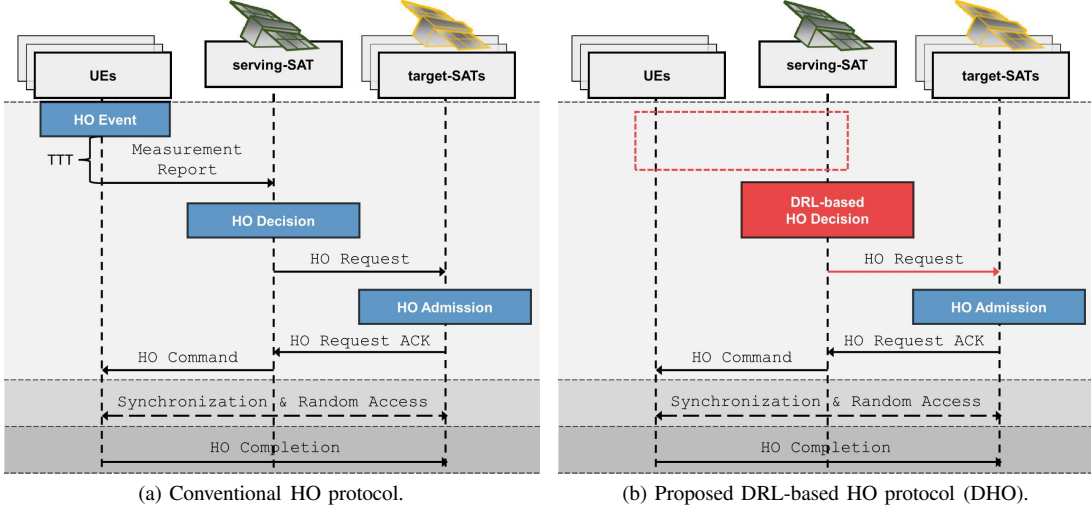 UEs
serving-SAT
target-SATs
HO Event
TTT
Measurement
Report
HO Decision
HO Request
HO Admission
HO Request ACK
HO Command
Synchronization & Random Access
HO Completion
(a) Conventional HO protocol.
UEs
serving-SAT
target-SATs
DRL-based
HO Decision
HO Request
HO Admission
HO Request ACK
HO Command
Synchronization & Random Access
HO Completion
(b) Proposed DRL-based HO protocol (DHO).